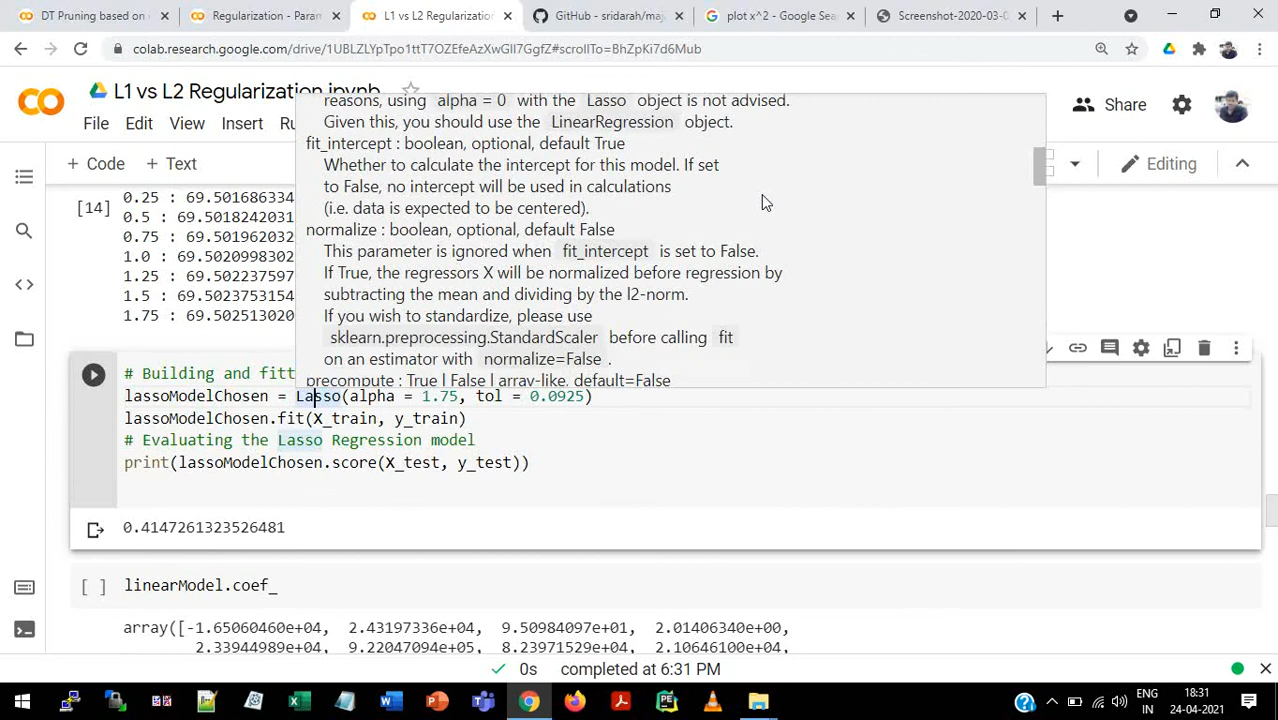 DT Pruning based on
Regularization - Param
L1 vs L2 Regularizatio
GitHub - sridarah/maj
plot x^2 - Google Sea
Screenshot-2020-03-0
colab.research.google.com/drive/1UBLZLYpTpo1ttT7OZEfeAzXwGlI7GgfZ#scrollTo=BhZpKi7d6Mub
L1 vs L2 Regularization.ipynb
File Edit View Insert Ru
Share
+ Code + Text
Editing
reasons, using alpha = 0 with the Lasso object is not advised.
Given this, you should use the LinearRegression object.
fit_intercept : boolean, optional, default True
Whether to calculate the intercept for this model. If set
to False, no intercept will be used in calculations
(i.e. data is expected to be centered).
normalize : boolean, optional, default False
This parameter is ignored when fit_intercept is set to False.
If True, the regressors X will be normalized before regression by
subtracting the mean and dividing by the l2-norm.
If you wish to standardize, please use
sklearn.preprocessing.StandardScaler before calling fit
on an estimator with normalize=False .
precompute : True | False | array-like, default=False
[14]
0.25 : 69.501686334
0.5 : 69.5018242031
0.75 : 69.501962032
1.0 : 69.5020998302
1.25 : 69.502237597
1.5 : 69.5023753154
1.75 : 69.502513020
# Building and fitt
lassoModelChosen = Lasso(alpha = 1.75, tol = 0.0925)
lassoModelChosen.fit(X_train, y_train)
# Evaluating the Lasso Regression model
print(lassoModelChosen.score(X_test, y_test))
0.4147261323526481
[ ] linearModel.coef_
array([-1.65060460e+04, 2.43197336e+04, 9.50984097e+01, 2.01406340e+00,
2.33944989e+04, 9.22047094e+05, 8.23971529e+04, 2.10646100e+04,
0s completed at 6:31 PM
ENG
IN
18:31
24-04-2021